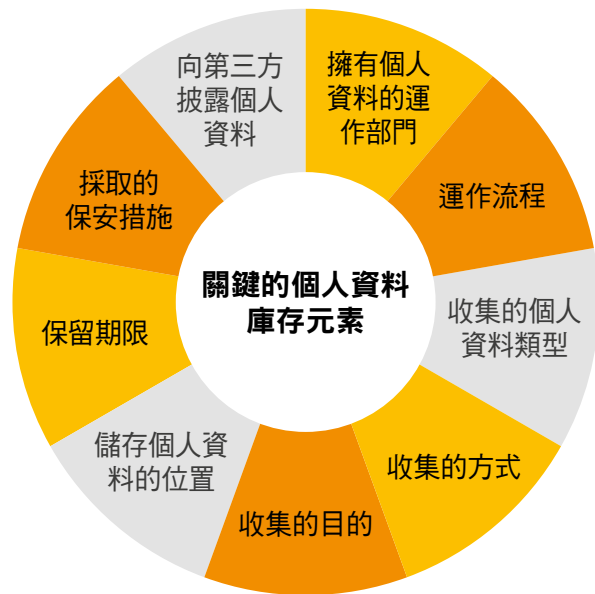 關鍵的個人資料
庫存元素
擁有個人
資料的運
作部門
運作流程
收集的個人
資料類型
收集的方式
收集的目的
儲存個人資
料的位置
保留期限
採取的
保安措施
向第三方
披露個人
資料